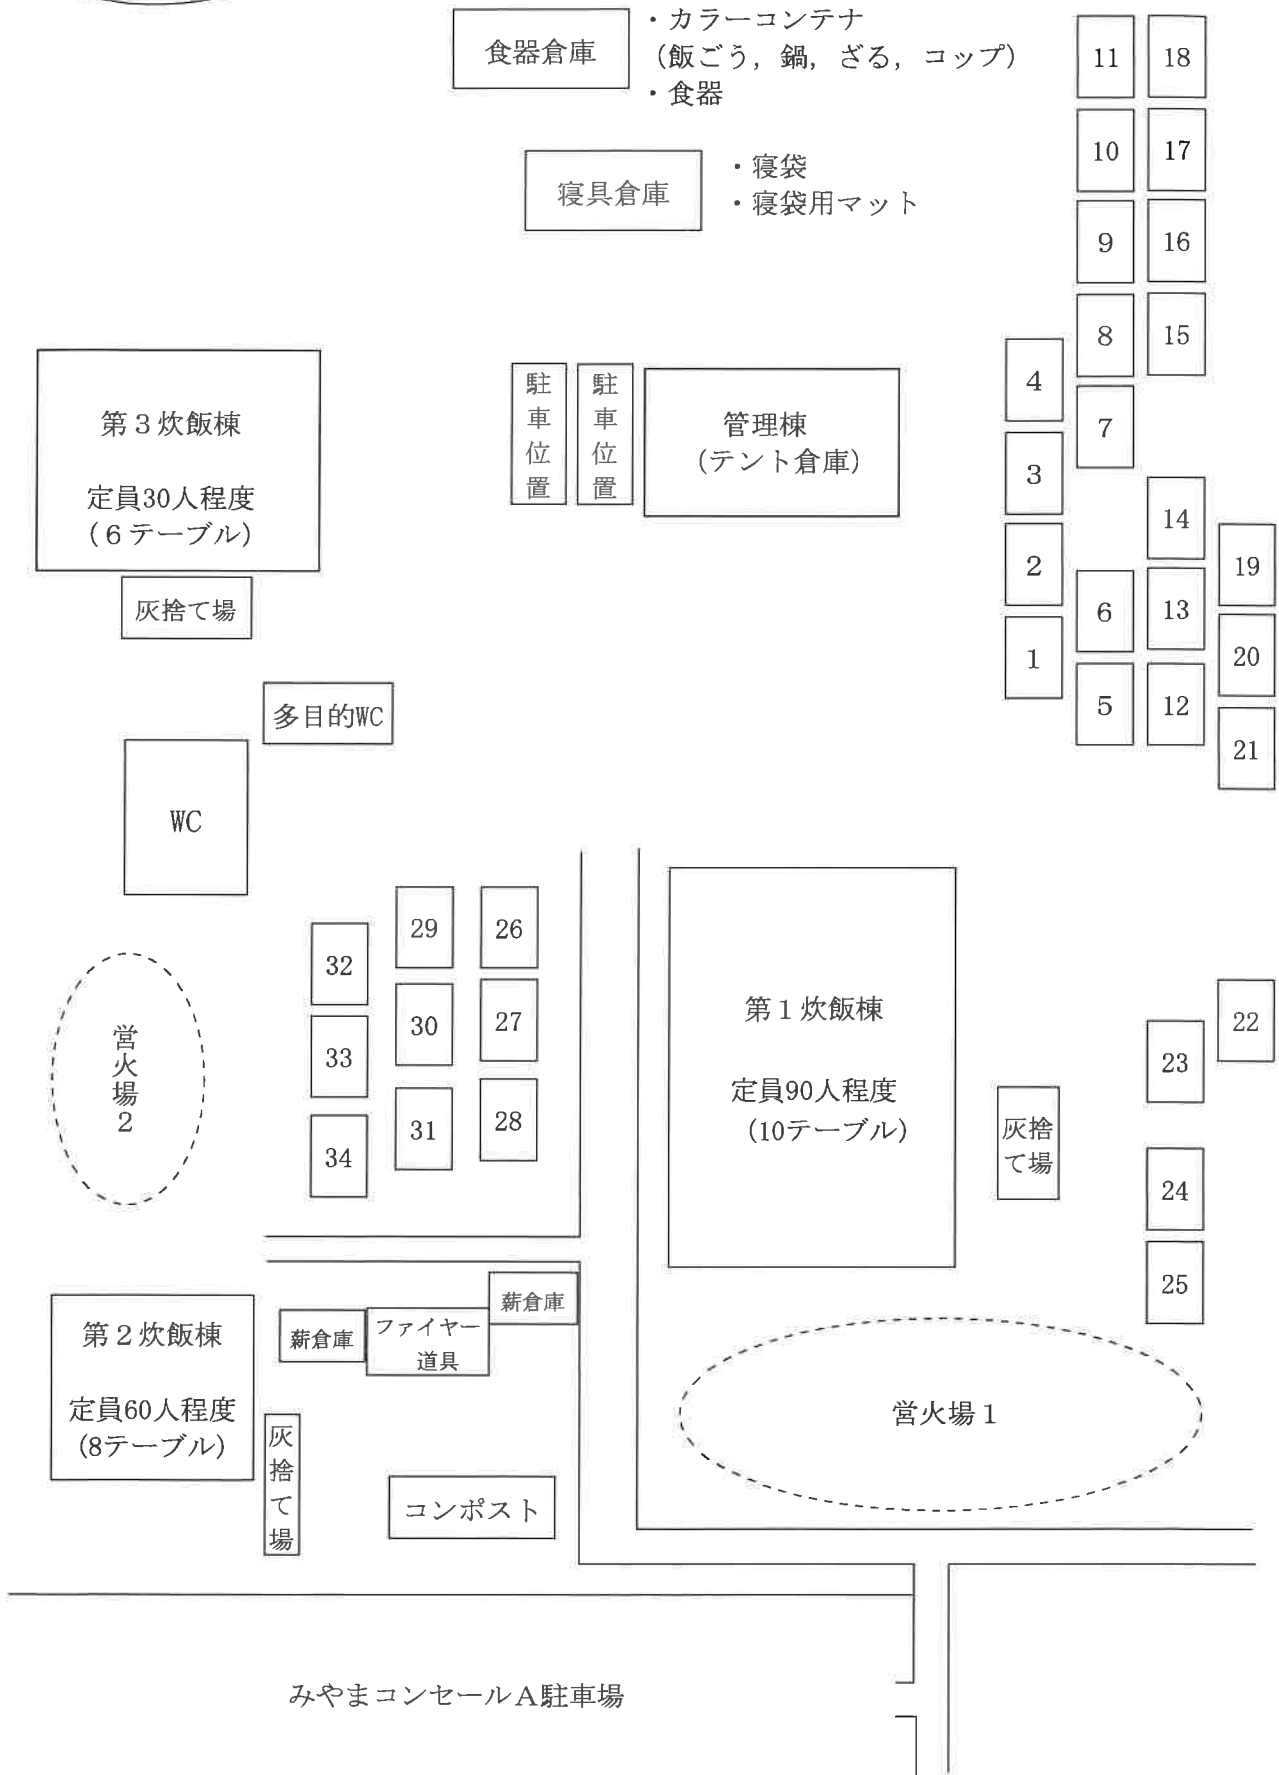 食器倉庫
・カラーコンテナ
(飯ごう，鍋，ざる，コップ)
・食器
寝具倉庫
・寝袋
・寝袋用マット
11
18
10
17
9
16
8
15
4
7
3
14
2
19
6
13
1
20
5
12
21
第３炊飯棟
定員30人程度
(６テーブル)
灰捨て場
駐車位置
駐車位置
管理棟
(テント倉庫)
多目的WC
WC
営火場２
29
26
32
30
27
33
31
28
34
第１炊飯棟
定員90人程度
(10テーブル)
灰捨
て場
22
23
24
25
第２炊飯棟
定員60人程度
(8テーブル)
薪倉庫
ファイヤー
道具
薪倉庫
灰捨て場
コンポスト
営火場１
みやまコンセールＡ駐車場